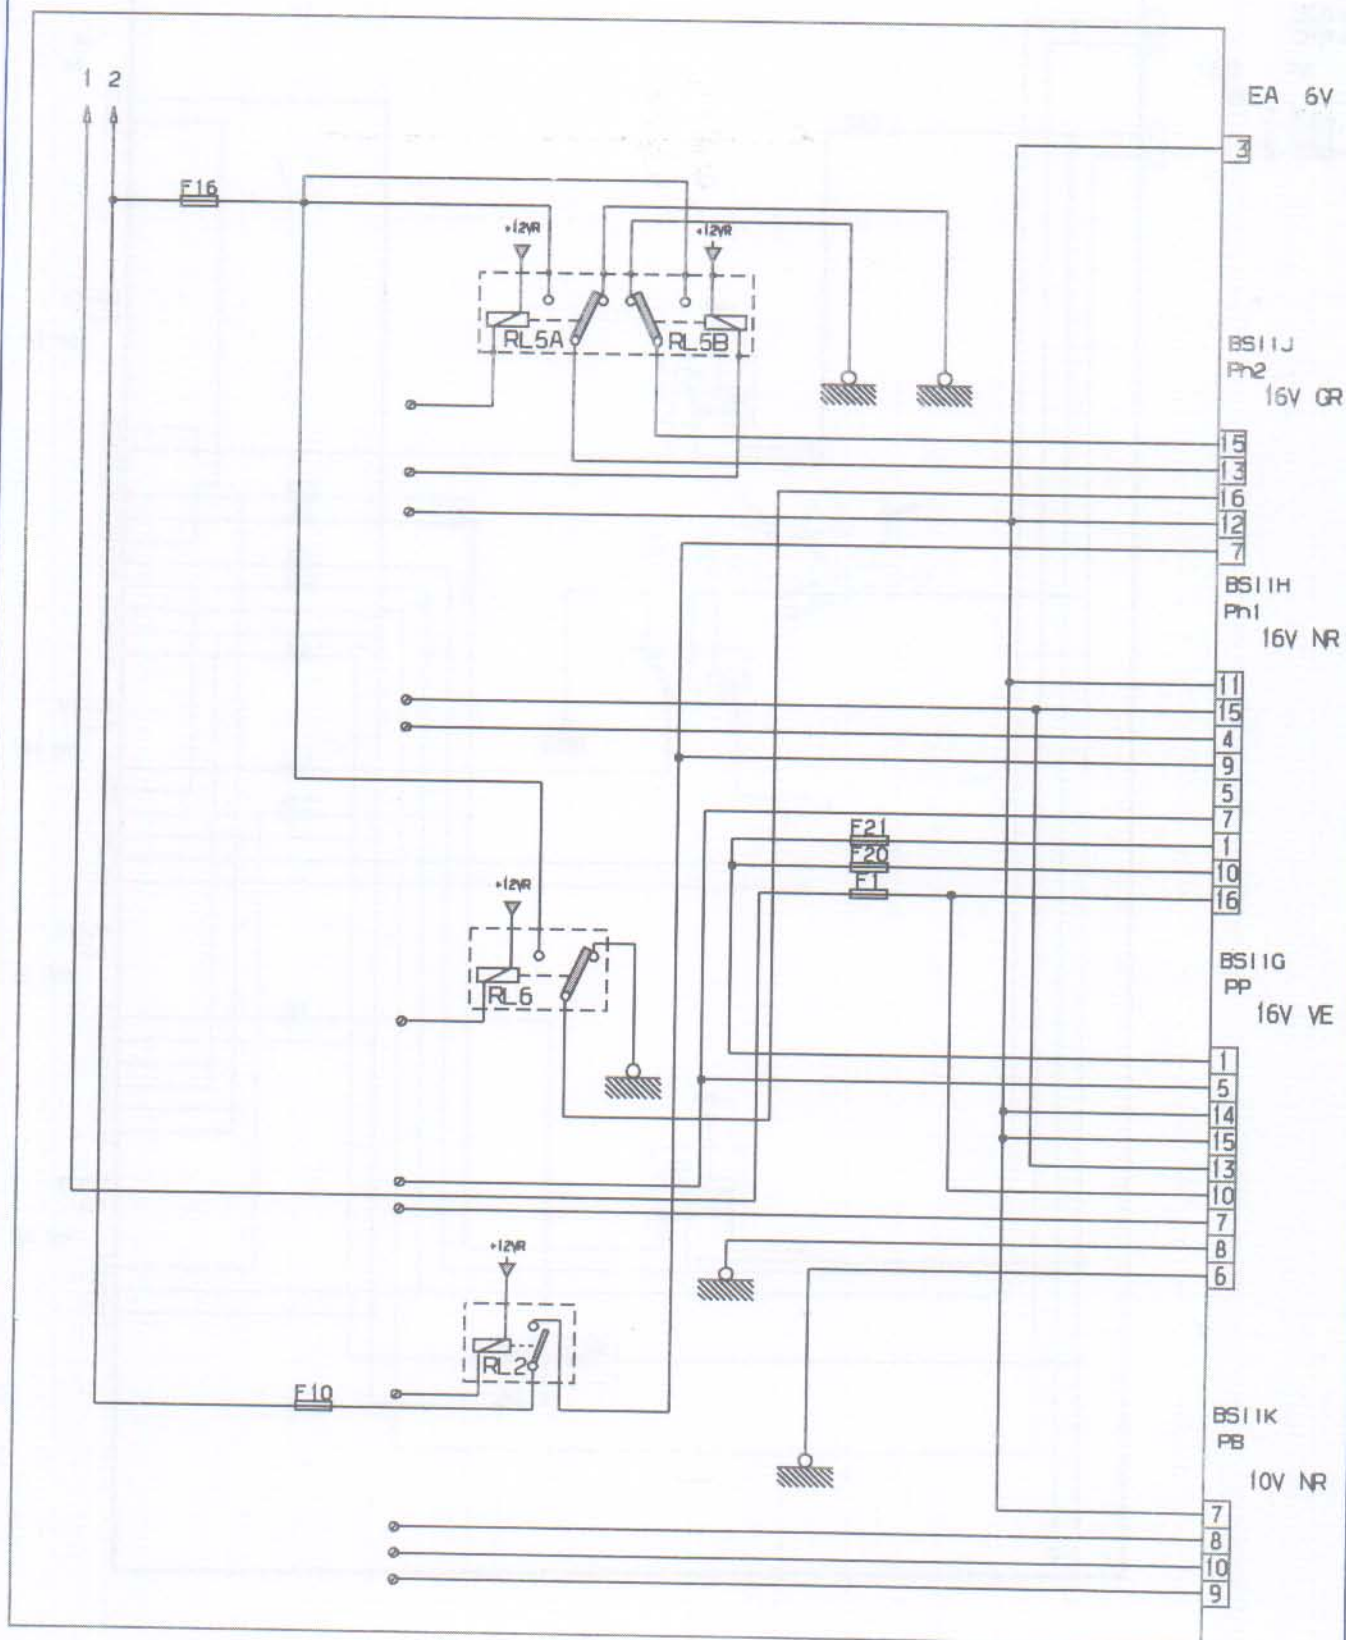 1 2
EA 6V
3
F16
+12VR
+12VR
RL5A
RL5B
BSI1J
Ph2
16V GR
15
13
16
12
7
BSI1H
Ph1
16V NR
11
15
4
9
5
7
1
10
16
F21
F20
F1
+12VR
RL6
BSI1G
PP
16V VE
1
5
14
15
13
10
7
8
6
+12VR
RL2
F10
BSI1K
PB
10V NR
7
8
10
9